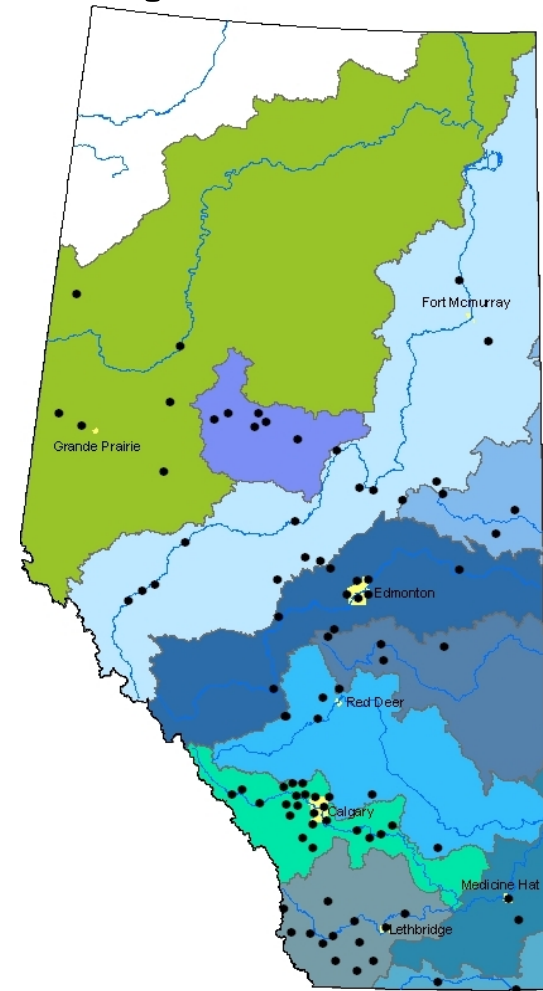 Fort Mcmurray
Grande Prairie
Edmonton
Red Deer
Calgary
Medicine Hat
Lethbridge